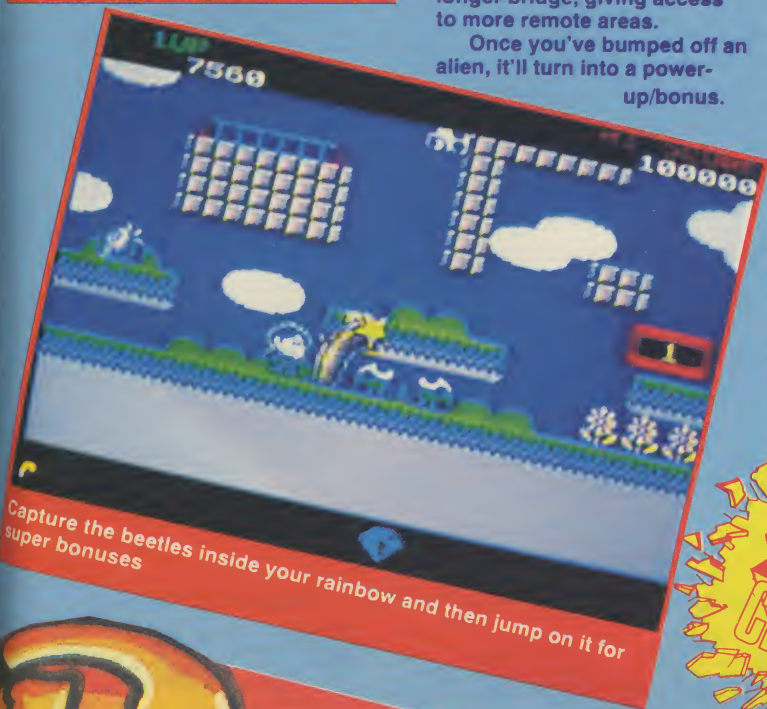 longer bridge, giving access
to more remote areas.
Once you've bumped off an
alien, it'll turn into a power-
up/bonus.
1UP
7560
100000
1
Capture the beetles inside your rainbow and then jump on it for
super bonuses